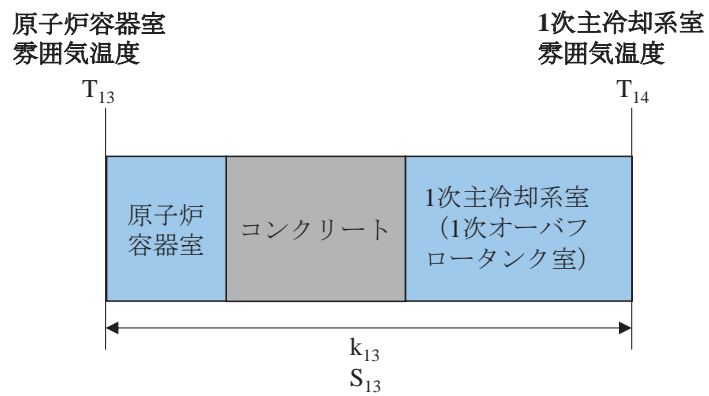 原子炉容器室
雰囲気温度
T₁₃
1次主冷却系室
雰囲気温度
T₁₄
原子炉
容器室
コンクリート
1次主冷却系室
（1次オーバフ
ロータンク室）
k₁₃
S₁₃